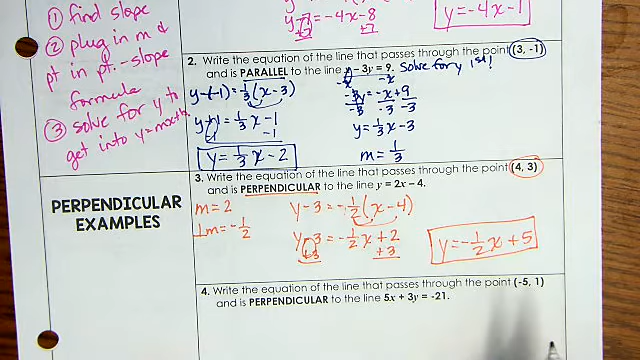 y-7 = -4x-8
+7 +7
y = -4x-1
① find slope
② plug in m &
pt in pt.-slope
formula
③ solve for y to
get into y=mx+b
2. Write the equation of the line that passes through the point (3, -1)
and is PARALLEL to the line x - 3y = 9. Solve for y 1st!
-x -x
y-(-1) = 1/3(x-3)
-3y = -x+9
-3 -3 -3
y+1 = 1/3x-1
-1 -1
y = 1/3x-3
y = 1/3x-2
m = 1/3
3. Write the equation of the line that passes through the point (4, 3)
and is PERPENDICULAR to the line y = 2x - 4.
PERPENDICULAR
EXAMPLES
m=2
⊥m=-1/2
y-3 = -1/2(x-4)
y-3 = -1/2x+2
+3 +3
y=-1/2x+5
4. Write the equation of the line that passes through the point (-5, 1)
and is PERPENDICULAR to the line 5x + 3y = -21.